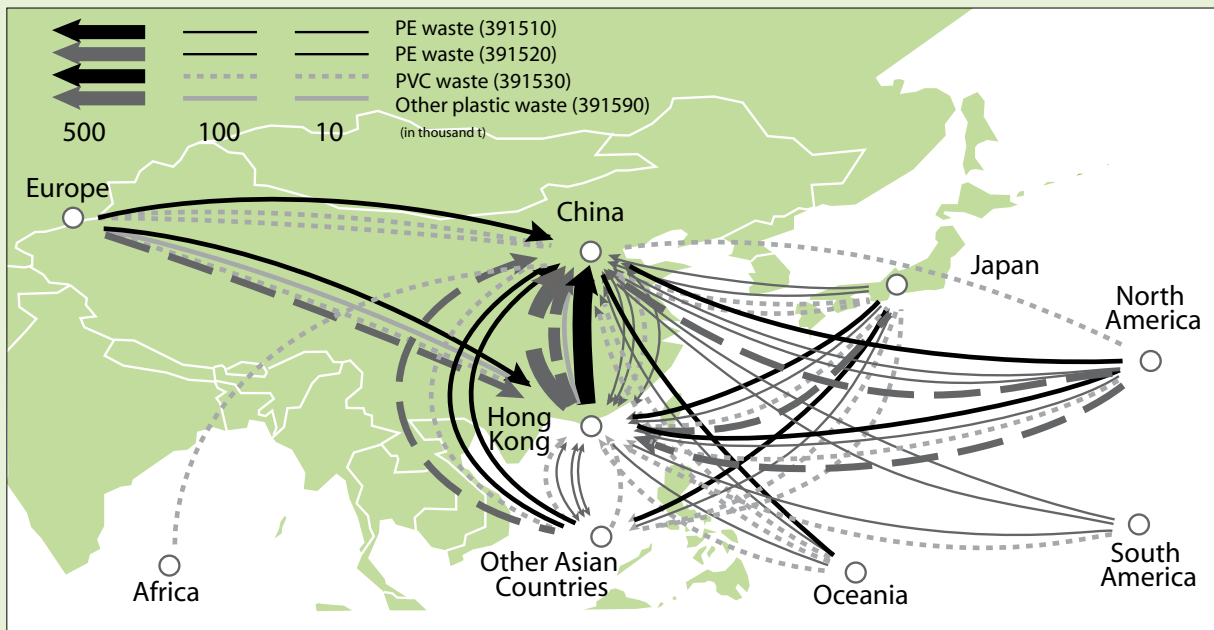 PE waste (391510)
PE waste (391520)
PVC waste (391530)
Other plastic waste (391590)
500 100 10 (in thousand t)
Europe
China
Japan
North
America
Hong
Kong
Other Asian
Countries
Africa
Oceania
South
America